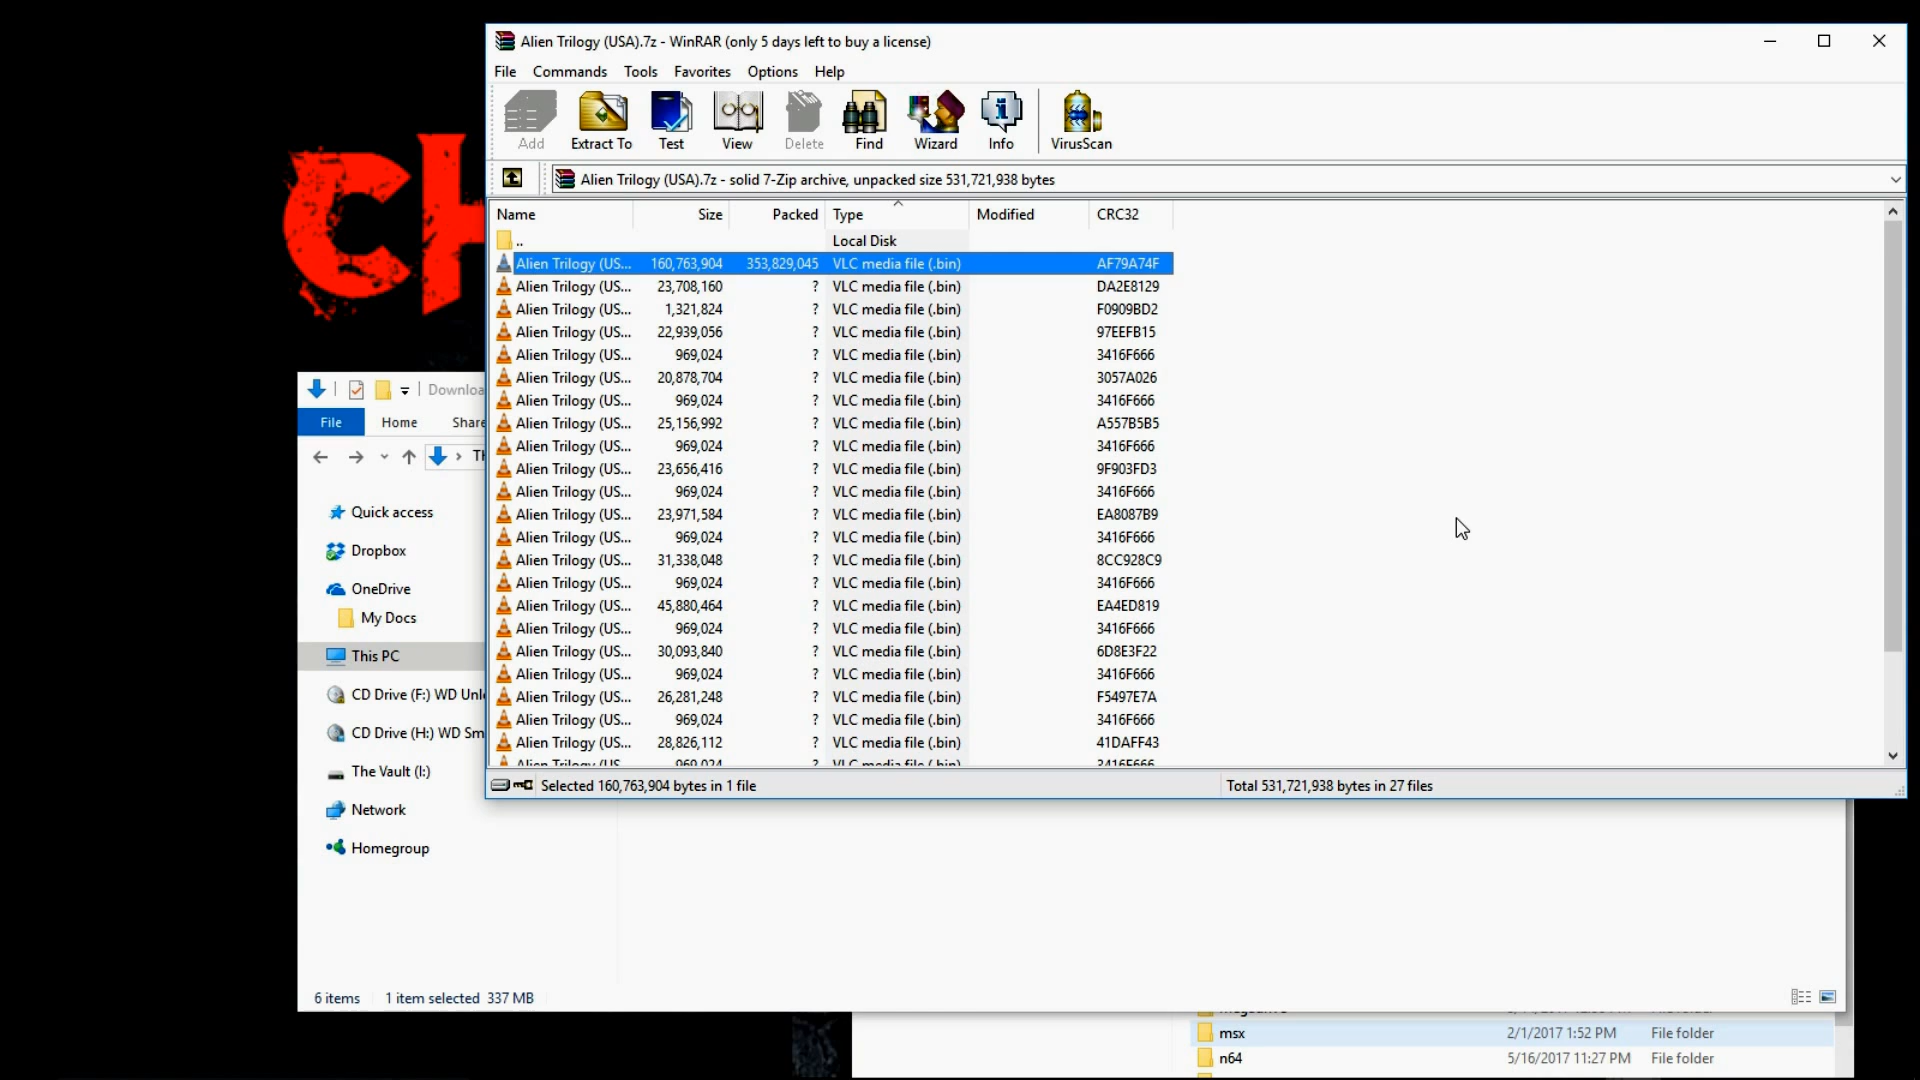 Alien Trilogy (USA).7z - WinRAR (only 5 days left to buy a license)
File Commands Tools Favorites Options Help
Add Extract To Test View Delete Find Wizard Info VirusScan
Alien Trilogy (USA).7z - solid 7-Zip archive, unpacked size 531,721,938 bytes
Name Size Packed Type Modified CRC32
.. Local Disk
Alien Trilogy (US... 160,763,904 353,829,045 VLC media file (.bin) AF79A74F
Alien Trilogy (US... 23,708,160 ? VLC media file (.bin) DA2E8129
Alien Trilogy (US... 1,321,824 ? VLC media file (.bin) F0909BD2
Alien Trilogy (US... 22,939,056 ? VLC media file (.bin) 97EEFB15
Alien Trilogy (US... 969,024 ? VLC media file (.bin) 3416F666
Alien Trilogy (US... 20,878,704 ? VLC media file (.bin) 3057A026
Alien Trilogy (US... 969,024 ? VLC media file (.bin) 3416F666
Alien Trilogy (US... 25,156,992 ? VLC media file (.bin) A557B5B5
Alien Trilogy (US... 969,024 ? VLC media file (.bin) 3416F666
Alien Trilogy (US... 23,656,416 ? VLC media file (.bin) 9F903FD3
Alien Trilogy (US... 969,024 ? VLC media file (.bin) 3416F666
Alien Trilogy (US... 23,971,584 ? VLC media file (.bin) EA8087B9
Alien Trilogy (US... 969,024 ? VLC media file (.bin) 3416F666
Alien Trilogy (US... 31,338,048 ? VLC media file (.bin) 8CC928C9
Alien Trilogy (US... 969,024 ? VLC media file (.bin) 3416F666
Alien Trilogy (US... 45,880,464 ? VLC media file (.bin) EA4ED819
Alien Trilogy (US... 969,024 ? VLC media file (.bin) 3416F666
Alien Trilogy (US... 30,093,840 ? VLC media file (.bin) 6D8E3F22
Alien Trilogy (US... 969,024 ? VLC media file (.bin) 3416F666
Alien Trilogy (US... 26,281,248 ? VLC media file (.bin) F5497E7A
Alien Trilogy (US... 969,024 ? VLC media file (.bin) 3416F666
Alien Trilogy (US... 28,826,112 ? VLC media file (.bin) 41DAFF43
Alien Trilogy (US... 969,024 ? VLC media file (.bin) 3416F666
Selected 160,763,904 bytes in 1 file Total 531,721,938 bytes in 27 files
CH
Downloa
File Home Share
Th
Quick access
Dropbox
OneDrive
My Docs
This PC
CD Drive (F:) WD Unl
CD Drive (H:) WD Sm
The Vault (I:)
Network
Homegroup
6 items 1 item selected 337 MB
msx 2/1/2017 1:52 PM File folder
n64 5/16/2017 11:27 PM File folder